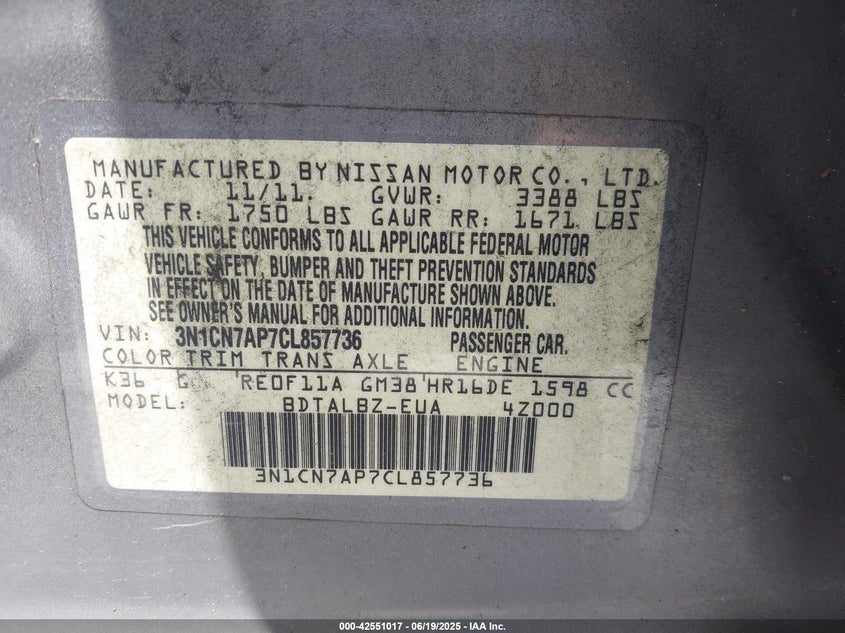 MANUFACTURED BY NISSAN MOTOR CO., LTD.
DATE: 11/11. GVWR: 3388 LBS
GAWR FR: 1750 LBS GAWR RR: 1671 LBS
THIS VEHICLE CONFORMS TO ALL APPLICABLE FEDERAL MOTOR
VEHICLE SAFETY, BUMPER AND THEFT PREVENTION STANDARDS
IN EFFECT ON THE DATE OF MANUFACTURE SHOWN ABOVE.
SEE OWNER'S MANUAL FOR ADDITIONAL INFORMATION.
VIN: 3N1CN7AP7CL857736 PASSENGER CAR.
COLOR TRIM TRANS AXLE ENGINE
K36 G RE0F11A GM38 HR16DE 1598 CC
MODEL: BDTALBZ-EUA 4Z000
3N1CN7AP7CL857736
000-42551017 - 06/19/2025 - IAA Inc.